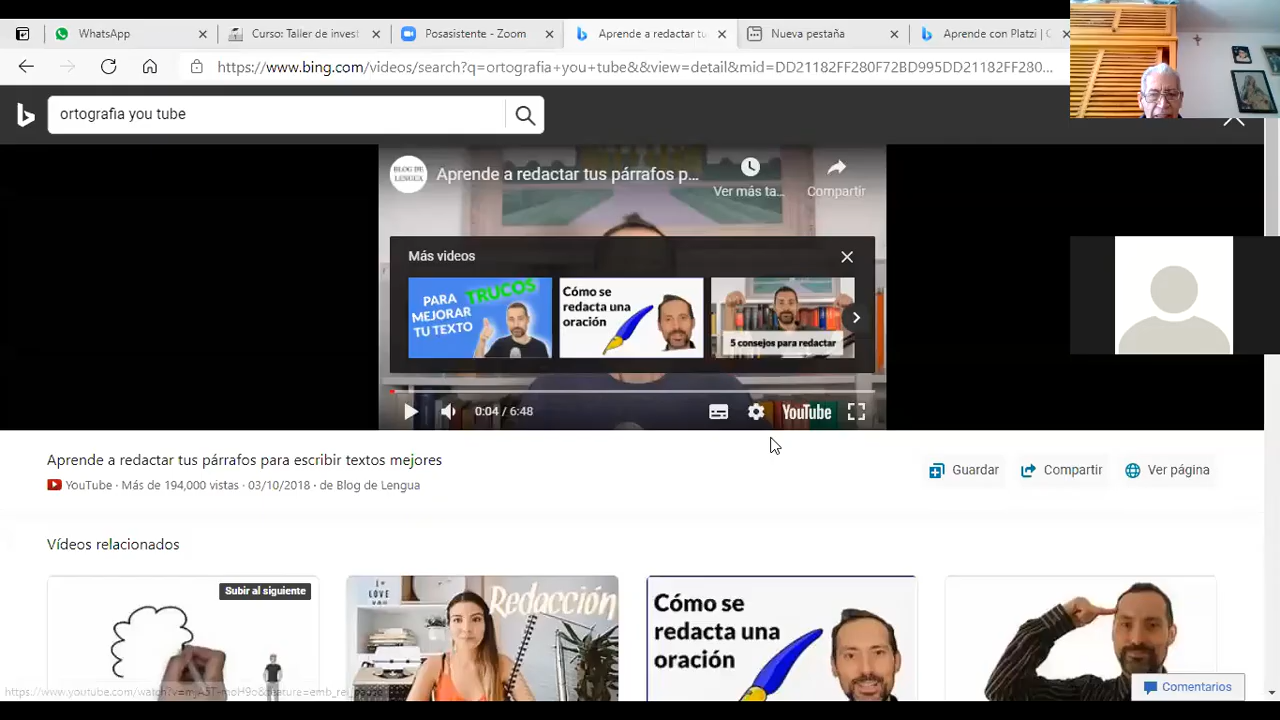 WhatsApp
Curso: Taller de invest
Posasistente - Zoom
Aprende a redactar tu
Nueva pestaña
Aprende con Platzi | C
https://www.bing.com/videos/search?q=ortografia+you+tube&&view=detail&mid=DD21182FF280F72BD995DD21182FF280...
ortografia you tube
BLOG DE
LENGUA
Aprende a redactar tus párrafos p...
Ver más ta...
Compartir
Más videos
PARA TRUCOS
MEJORAR
TU TEXTO
Cómo se
redacta una
oración
5 consejos para redactar
0:04 / 6:48
YouTube
Aprende a redactar tus párrafos para escribir textos mejores
Guardar
Compartir
Ver página
YouTube · Más de 194,000 vistas · 03/10/2018 · de Blog de Lengua
Vídeos relacionados
Subir al siguiente
I
LOVE
Redacción
Cómo se
redacta una
oración
Comentarios